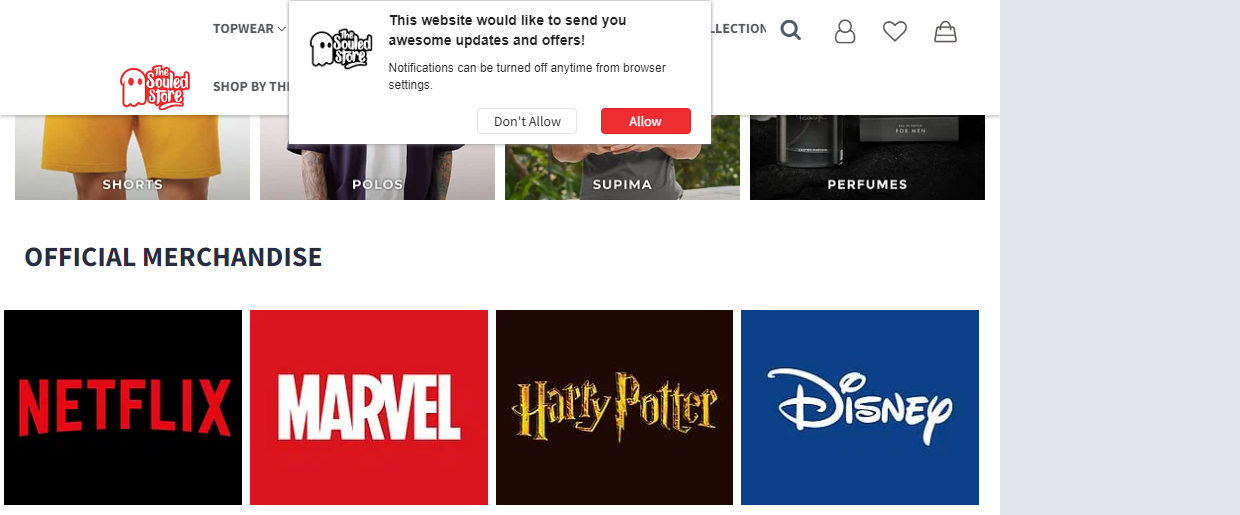 TOPWEAR
LLECTION
SHOP BY THE
The
Souled
Store
This website would like to send you
awesome updates and offers!
Notifications can be turned off anytime from browser
settings.
Don't Allow
Allow
The
Souled
Store
SHORTS
POLOS
SUPIMA
FOR MEN
PERFUMES
OFFICIAL MERCHANDISE
NETFLIX
MARVEL
Harry Potter
Disney